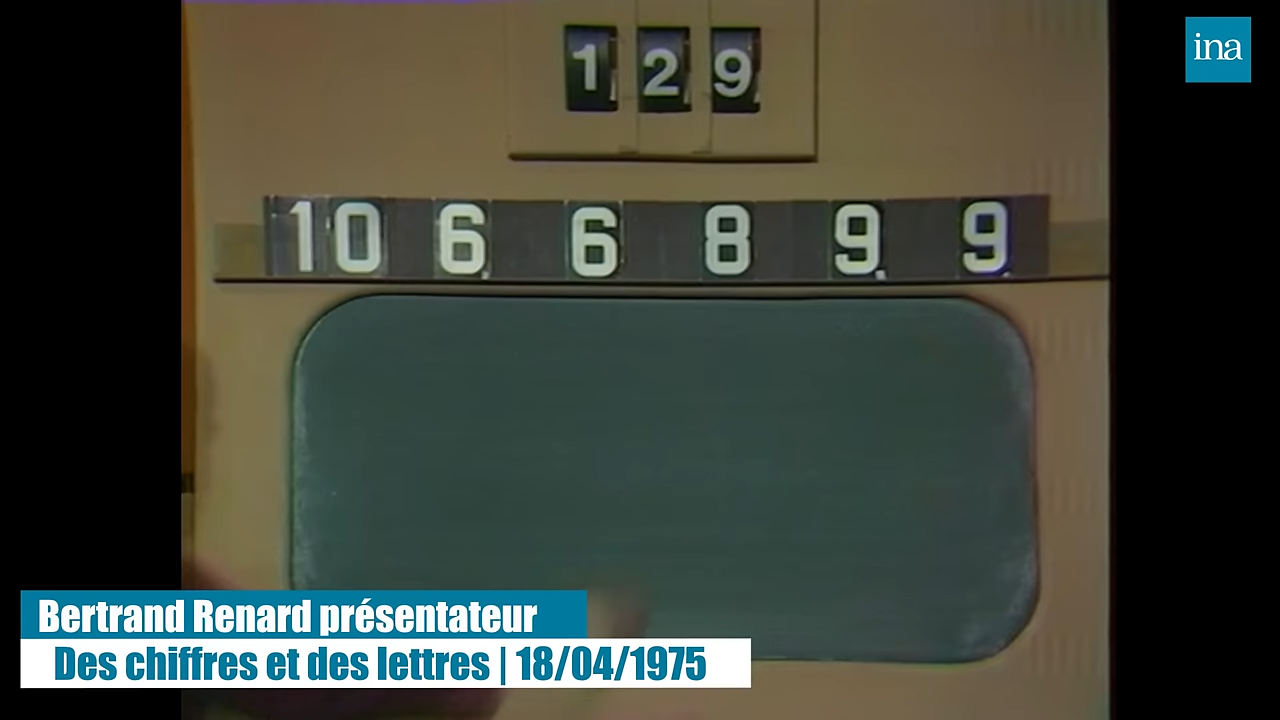 ina
129
10 6 6 8 9 9
Bertrand Renard présentateur
Des chiffres et des lettres | 18/04/1975